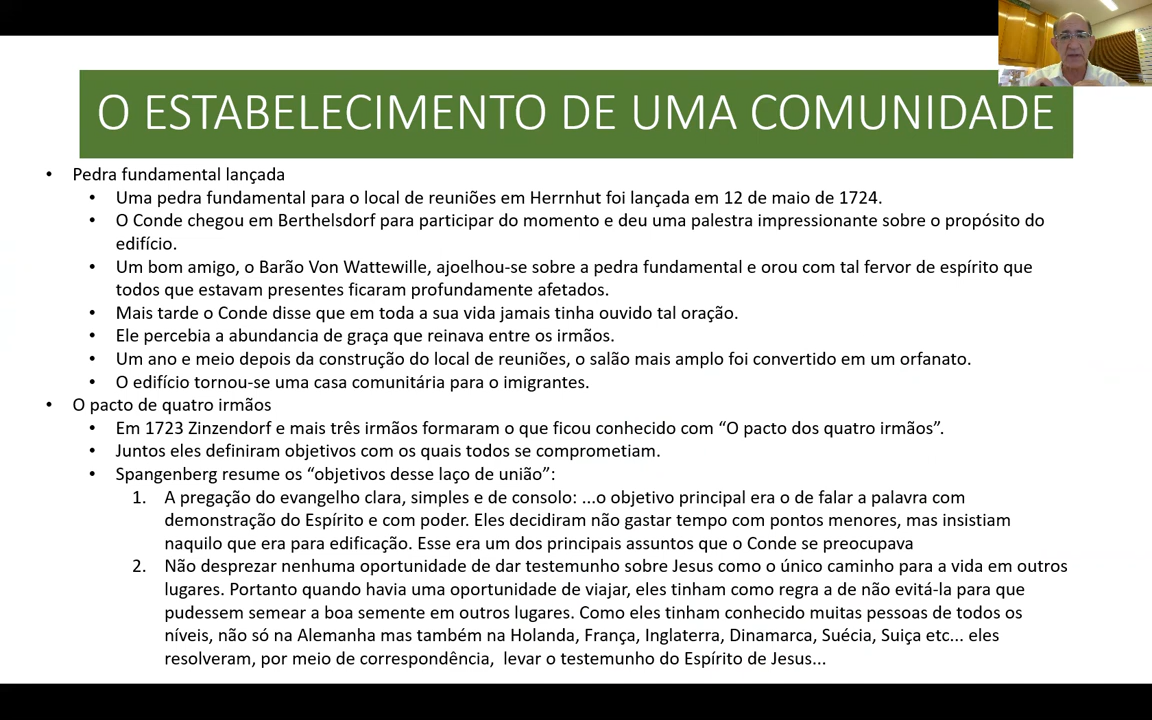 O ESTABELECIMENTO DE UMA COMUNIDADE
• Pedra fundamental lançada
• Uma pedra fundamental para o local de reuniões em Herrnhut foi lançada em 12 de maio de 1724.
• O Conde chegou em Berthelsdorf para participar do momento e deu uma palestra impressionante sobre o propósito do
edifício.
• Um bom amigo, o Barão Von Wattewille, ajoelhou-se sobre a pedra fundamental e orou com tal fervor de espírito que
todos que estavam presentes ficaram profundamente afetados.
• Mais tarde o Conde disse que em toda a sua vida jamais tinha ouvido tal oração.
• Ele percebia a abundancia de graça que reinava entre os irmãos.
• Um ano e meio depois da construção do local de reuniões, o salão mais amplo foi convertido em um orfanato.
• O edifício tornou-se uma casa comunitária para o imigrantes.
• O pacto de quatro irmãos
• Em 1723 Zinzendorf e mais três irmãos formaram o que ficou conhecido com “O pacto dos quatro irmãos”.
• Juntos eles definiram objetivos com os quais todos se comprometiam.
• Spangenberg resume os “objetivos desse laço de união”:
1. A pregação do evangelho clara, simples e de consolo: ...o objetivo principal era o de falar a palavra com
demonstração do Espírito e com poder. Eles decidiram não gastar tempo com pontos menores, mas insistiam
naquilo que era para edificação. Esse era um dos principais assuntos que o Conde se preocupava
2. Não desprezar nenhuma oportunidade de dar testemunho sobre Jesus como o único caminho para a vida em outros
lugares. Portanto quando havia uma oportunidade de viajar, eles tinham como regra a de não evitá-la para que
pudessem semear a boa semente em outros lugares. Como eles tinham conhecido muitas pessoas de todos os
níveis, não só na Alemanha mas também na Holanda, França, Inglaterra, Dinamarca, Suécia, Suiça etc... eles
resolveram, por meio de correspondência, levar o testemunho do Espírito de Jesus...